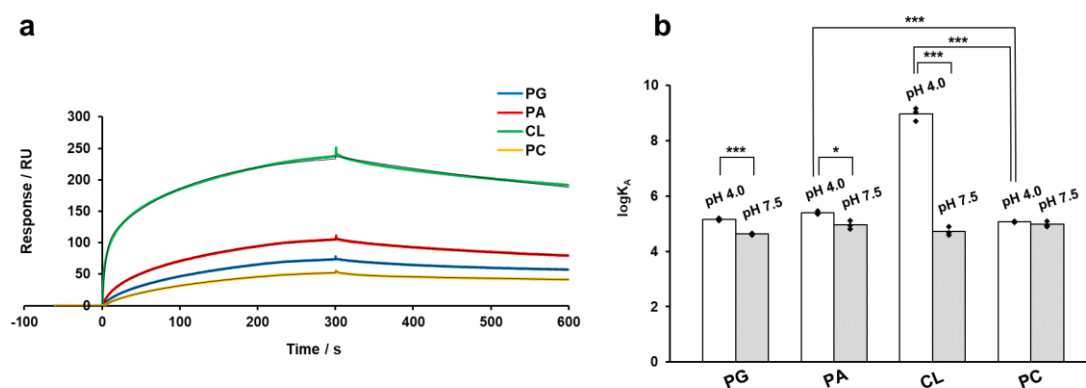 a
PG
PA
CL
PC
300
250
200
150
100
50
0
Response / RU
-100 0 100 200 300 400 500 600
Time / s
b
***
***
***
*** *
10
8
6
4
2
0
logK_A
pH 4.0 pH 7.5 pH 4.0 pH 7.5 pH 4.0 pH 7.5 pH 4.0 pH 7.5
PG PA CL PC